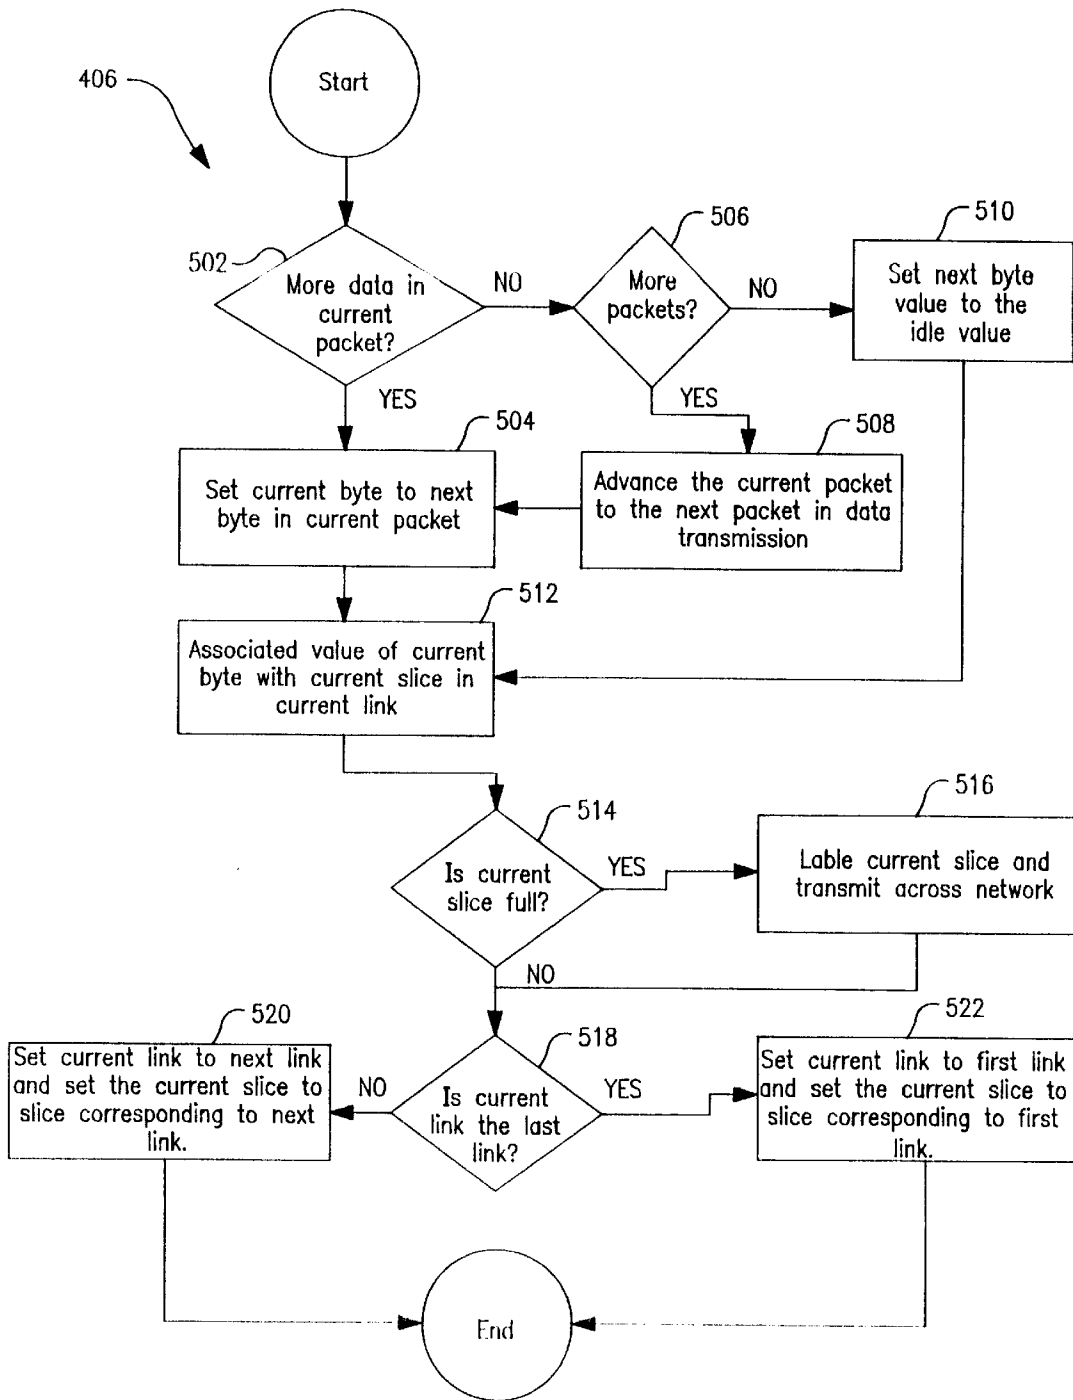 Start
406
502
More data in
current
packet?
NO
YES
506
More
packets?
NO
YES
510
Set next byte
value to the
idle value
504
Set current byte to next
byte in current packet
508
Advance the current packet
to the next packet in data
transmission
512
Associated value of current
byte with current slice in
current link
514
Is current
slice full?
YES
NO
516
Lable current slice and
transmit across network
518
Is current
link the last
link?
NO
YES
520
Set current link to next link
and set the current slice to
slice corresponding to next
link.
522
Set current link to first link
and set the current slice to
slice corresponding to first
link.
End